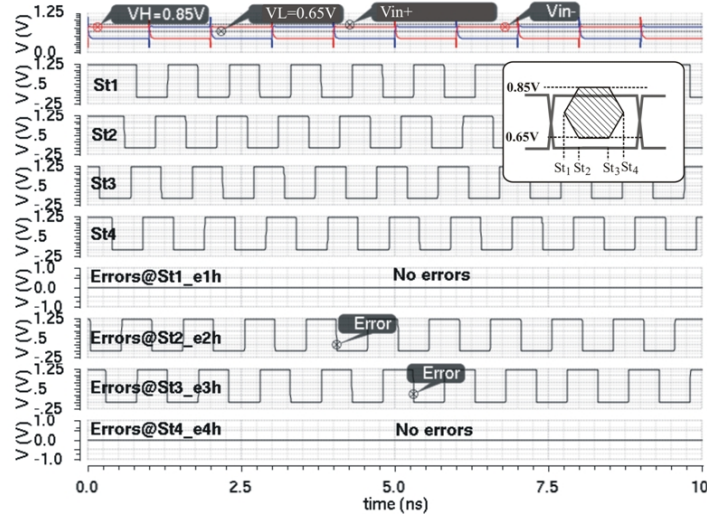 1.25
VH=0.85V VL=0.65V Vin+ Vin-
(V)
0.0
1.25
(V) .5 St1
-.25
0.85V
0.65V
St1 St2 St3 St4
1.25
(V) .5 St2
-.25
1.25
(V) .5 St3
-.25
1.25
(V) .5 St4
-.25
1.0 Errors@St1_e1h No errors
(V) 0.0
-1.0
1.25 Error
(V) .5 Errors@St2_e2h
-.25
1.25 Error
(V) .5 Errors@St3_e3h
-.25
1.0 Errors@St4_e4h No errors
(V) 0.0
-1.0
0.0 2.5 5.0 7.5 10
time (ns)